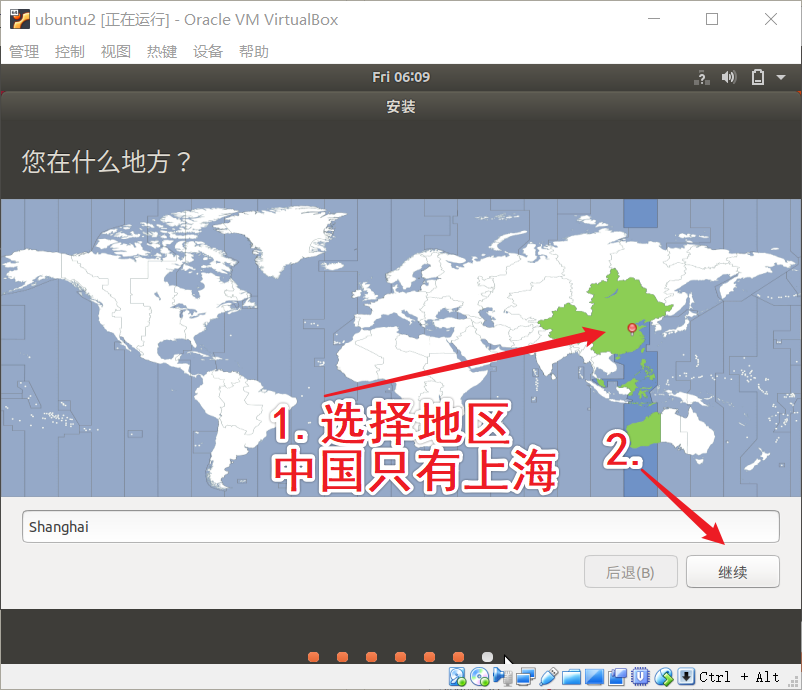 ubuntu2 [正在运行] - Oracle VM VirtualBox
管理 控制 视图 热键 设备 帮助
Fri 06:09
安装
您在什么地方？
1. 选择地区
中国只有上海
2.
Shanghai
后退(B) 继续
Ctrl + Alt